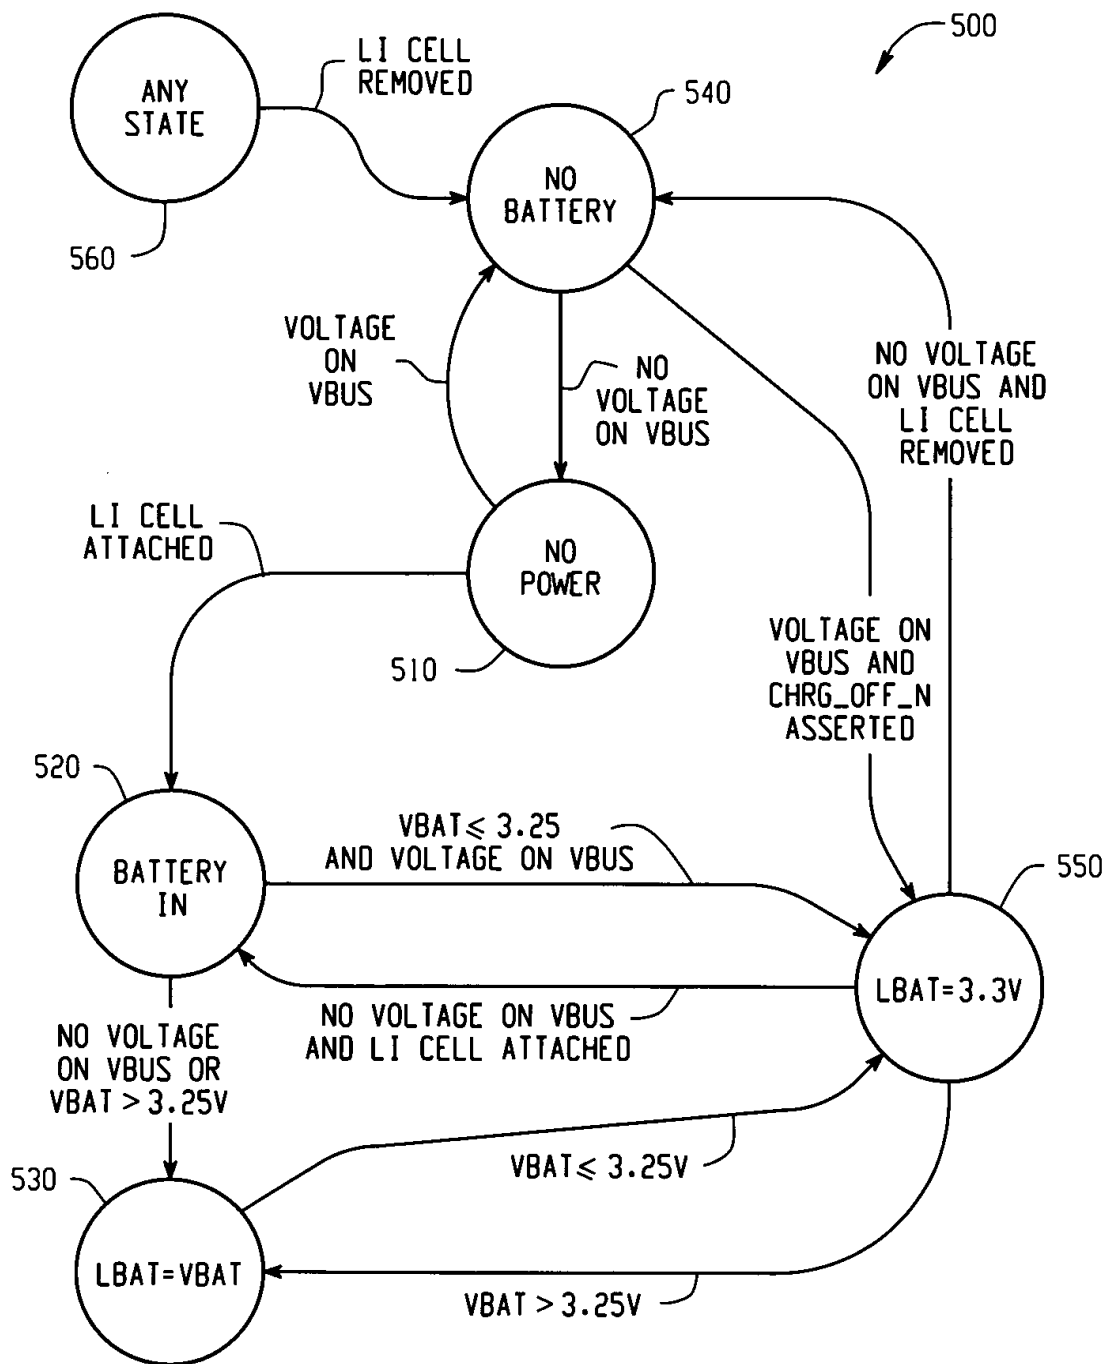 500
LI CELL
REMOVED
ANY
STATE
560
540
NO
BATTERY
VOLTAGE
ON
VBUS
NO
VOLTAGE
ON VBUS
NO VOLTAGE
ON VBUS AND
LI CELL
REMOVED
LI CELL
ATTACHED
NO
POWER
510
VOLTAGE ON
VBUS AND
CHRG_OFF_N
ASSERTED
520
BATTERY
IN
VBAT ⩽ 3.25
AND VOLTAGE ON VBUS
550
LBAT=3.3V
NO VOLTAGE ON VBUS
AND LI CELL ATTACHED
NO VOLTAGE
ON VBUS OR
VBAT > 3.25V
VBAT ⩽ 3.25V
530
LBAT=VBAT
VBAT > 3.25V